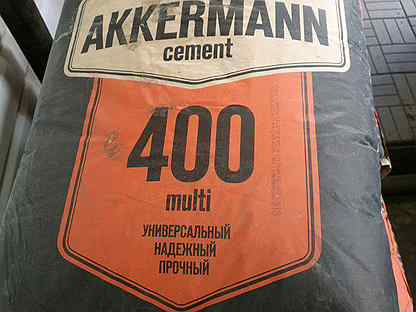 AKKERMANN
cement
400
multi
УНИВЕРСАЛЬНЫЙ
НАДЕЖНЫЙ
ПРОЧНЫЙ